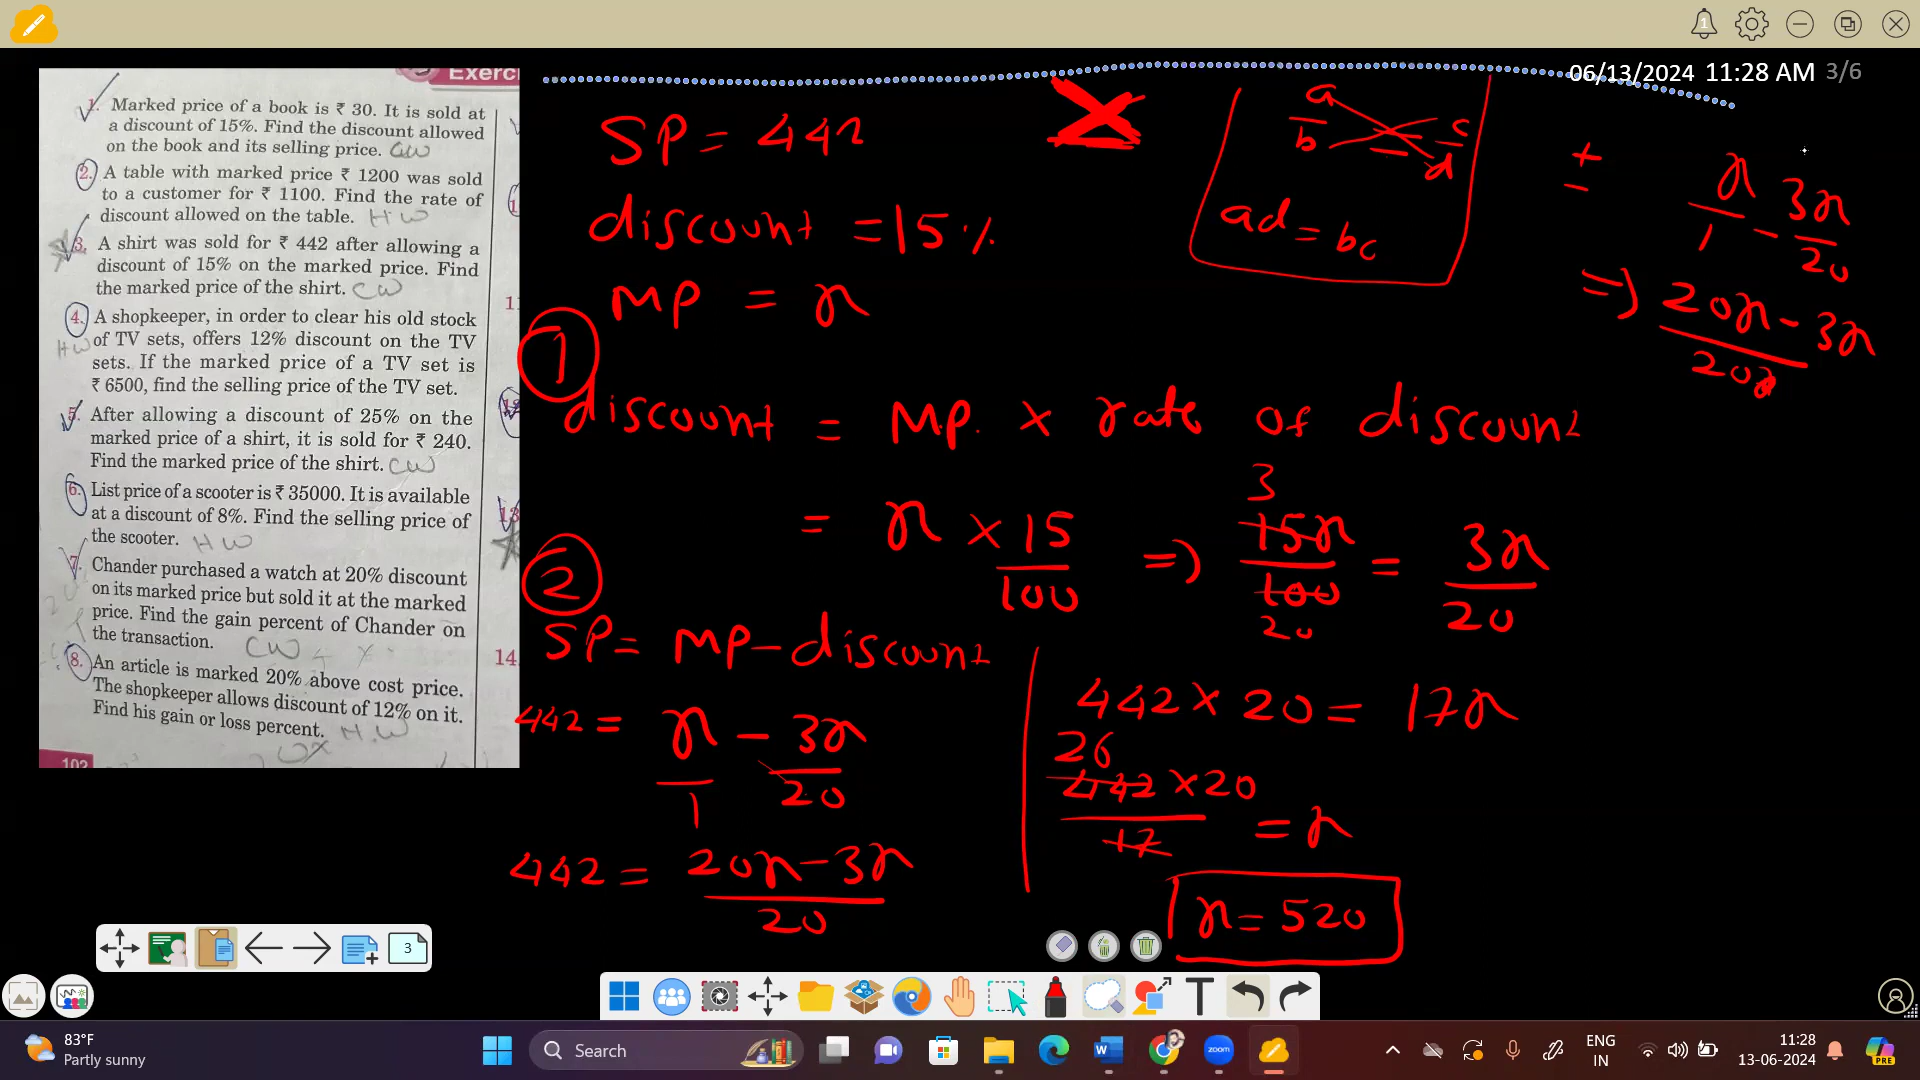 06/13/2024 11:28 AM 3/6
Exerci
1. Marked price of a book is ₹ 30. It is sold at
a discount of 15%. Find the discount allowed
on the book and its selling price. CW
2. A table with marked price ₹ 1200 was sold
to a customer for ₹ 1100. Find the rate of
discount allowed on the table. HW
3. A shirt was sold for ₹ 442 after allowing a
discount of 15% on the marked price. Find
the marked price of the shirt. CW
4. A shopkeeper, in order to clear his old stock
HW of TV sets, offers 12% discount on the TV
sets. If the marked price of a TV set is
₹ 6500, find the selling price of the TV set.
5. After allowing a discount of 25% on the
marked price of a shirt, it is sold for ₹ 240.
Find the marked price of the shirt. CW
6. List price of a scooter is ₹ 35000. It is available
at a discount of 8%. Find the selling price of
the scooter. HW
7. Chander purchased a watch at 20% discount
on its marked price but sold it at the marked
price. Find the gain percent of Chander on
the transaction. CW
8. An article is marked 20% above cost price.
The shopkeeper allows discount of 12% on it.
Find his gain or loss percent. H.W
102
11
13
14.
SP = 442
discount = 15%
MP = x
a/b = c/d
ad = bc
+
-
x/1 - 3x/20
=> 20x - 3x / 20
1
discount = M.P. x rate of discount
= x × 15/100 => 15x/100 = 3x/20
3
20
2
SP = MP - discount
442 = x/1 - 3x/20
442 = 20x - 3x / 20
442 × 20 = 17x
26
442 × 20 / 17 = x
x = 520
3
83°F
Partly sunny
Search
zoom
ENG
IN
11:28
13-06-2024
PRE